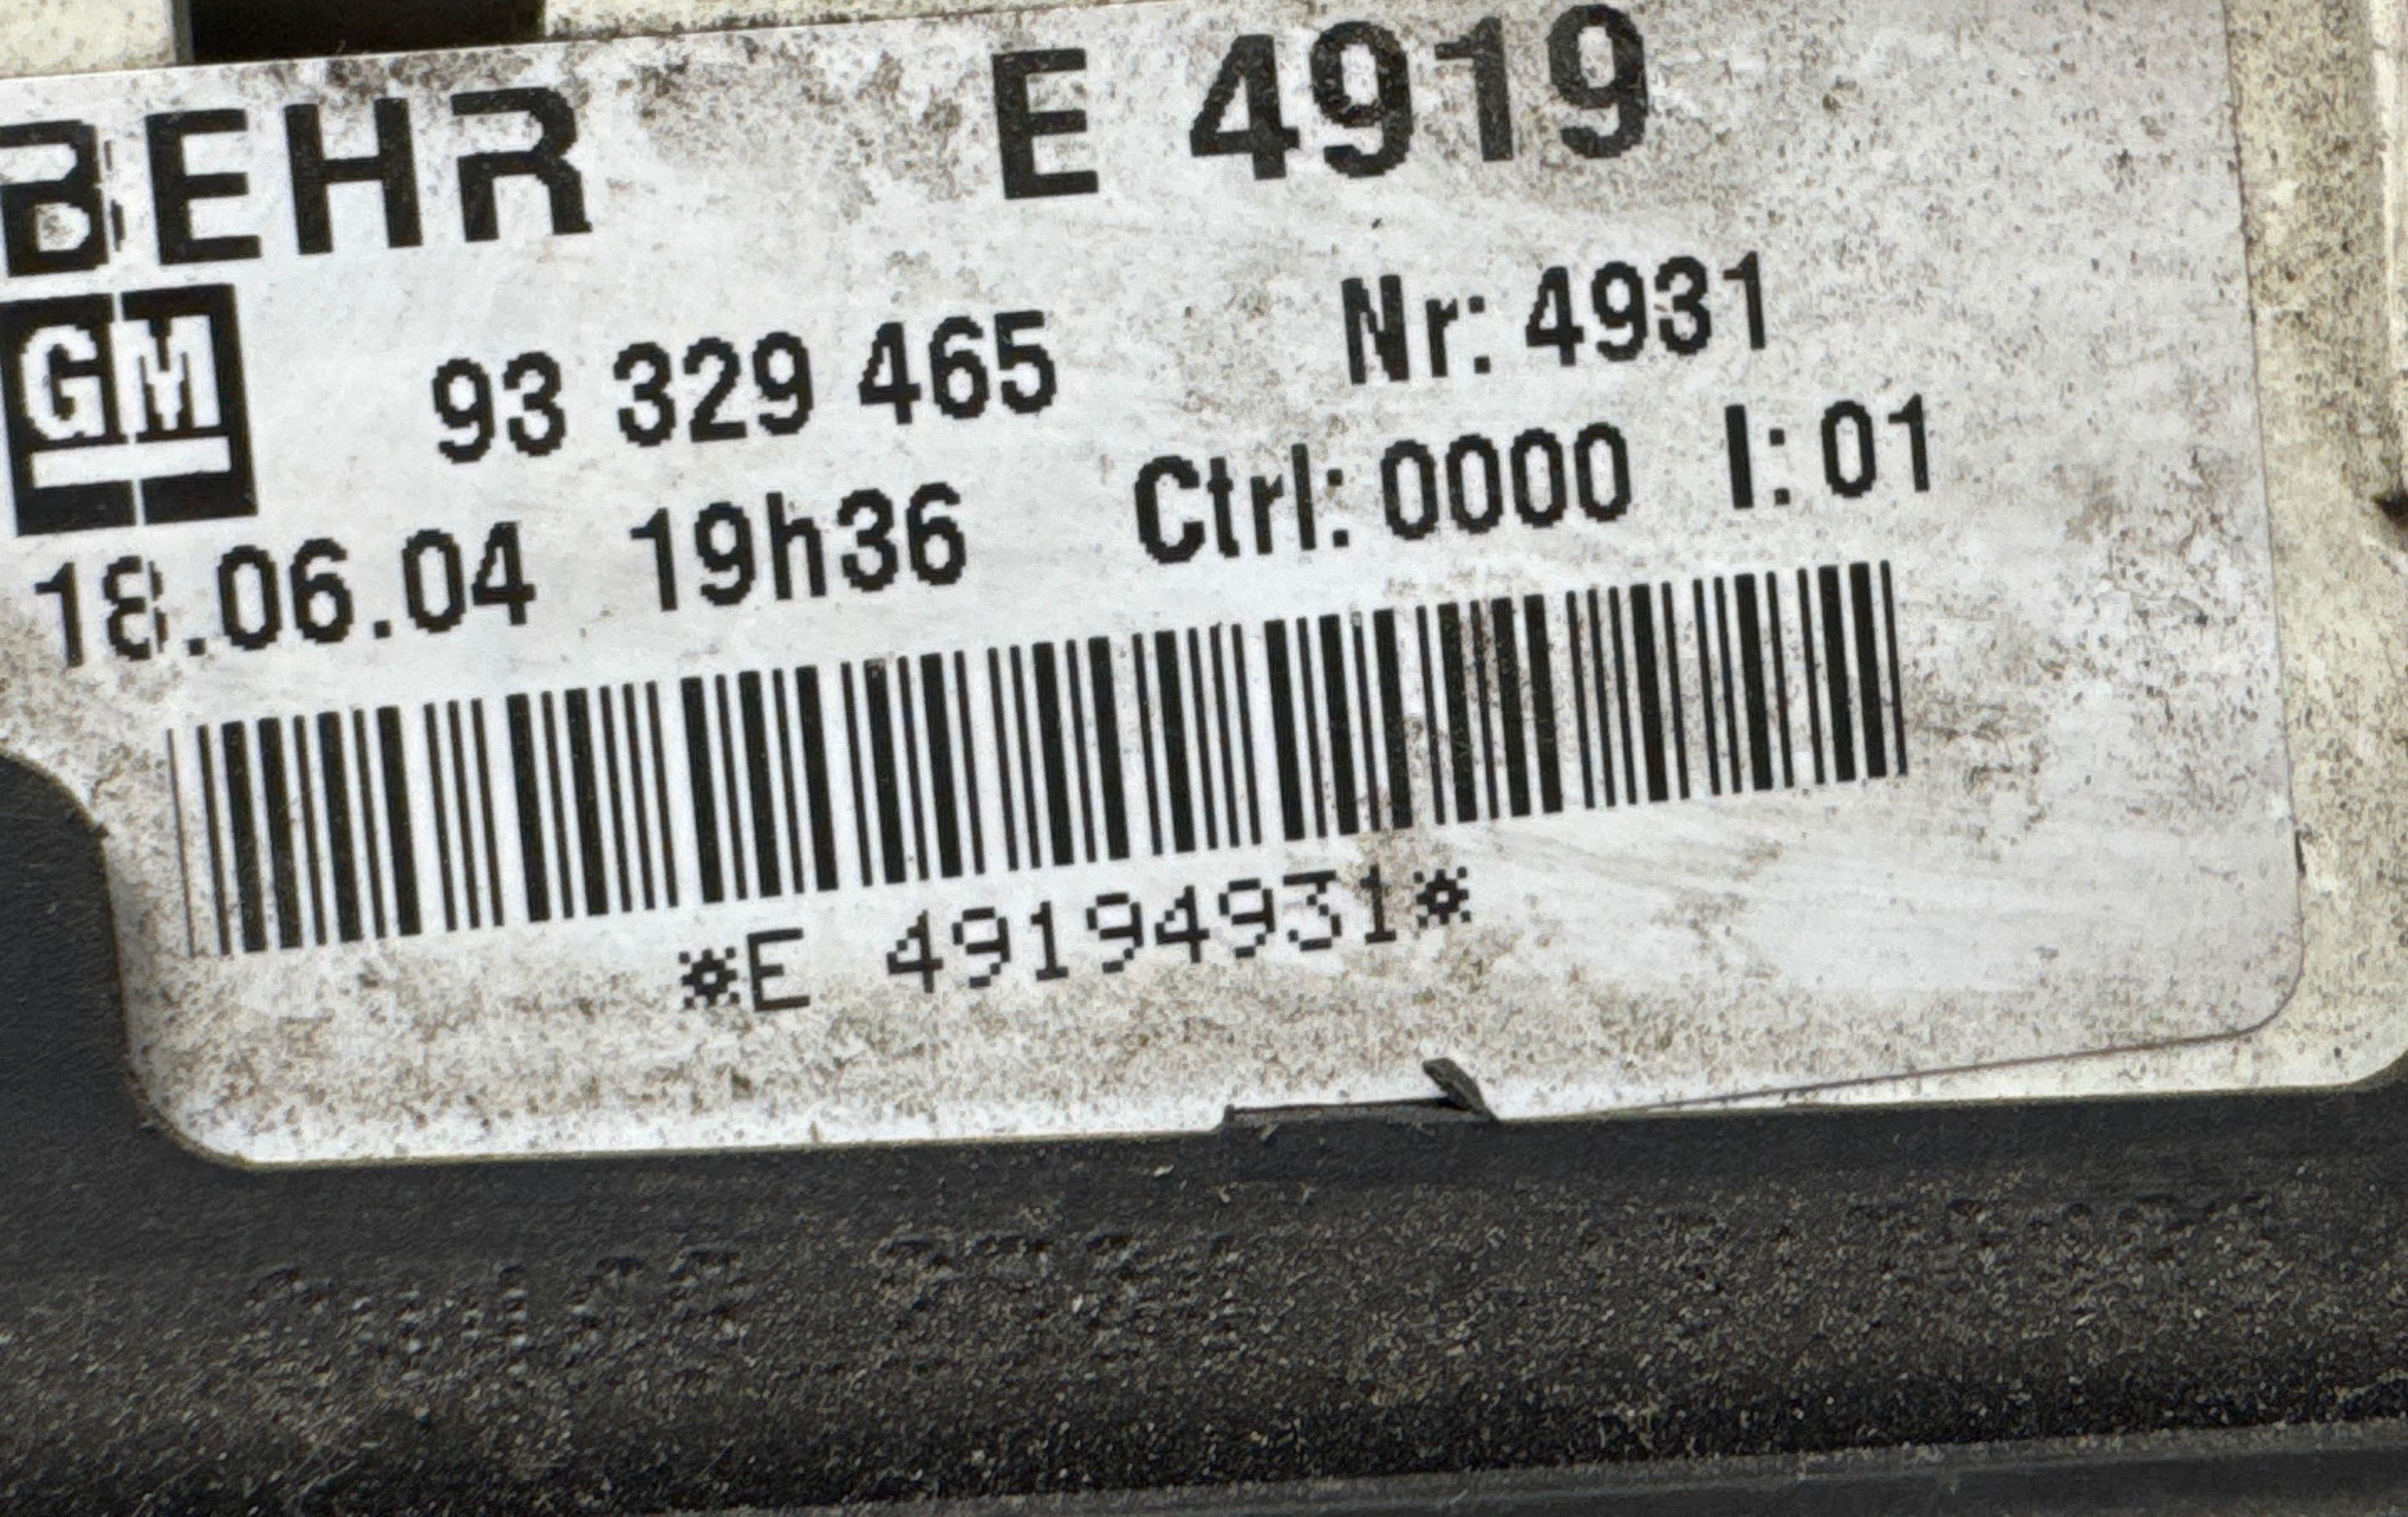 BEHR E 4919
GM 93 329 465 Nr: 4931
18.06.04 19h36 Ctrl: 0000 I: 01
*E 49194931*